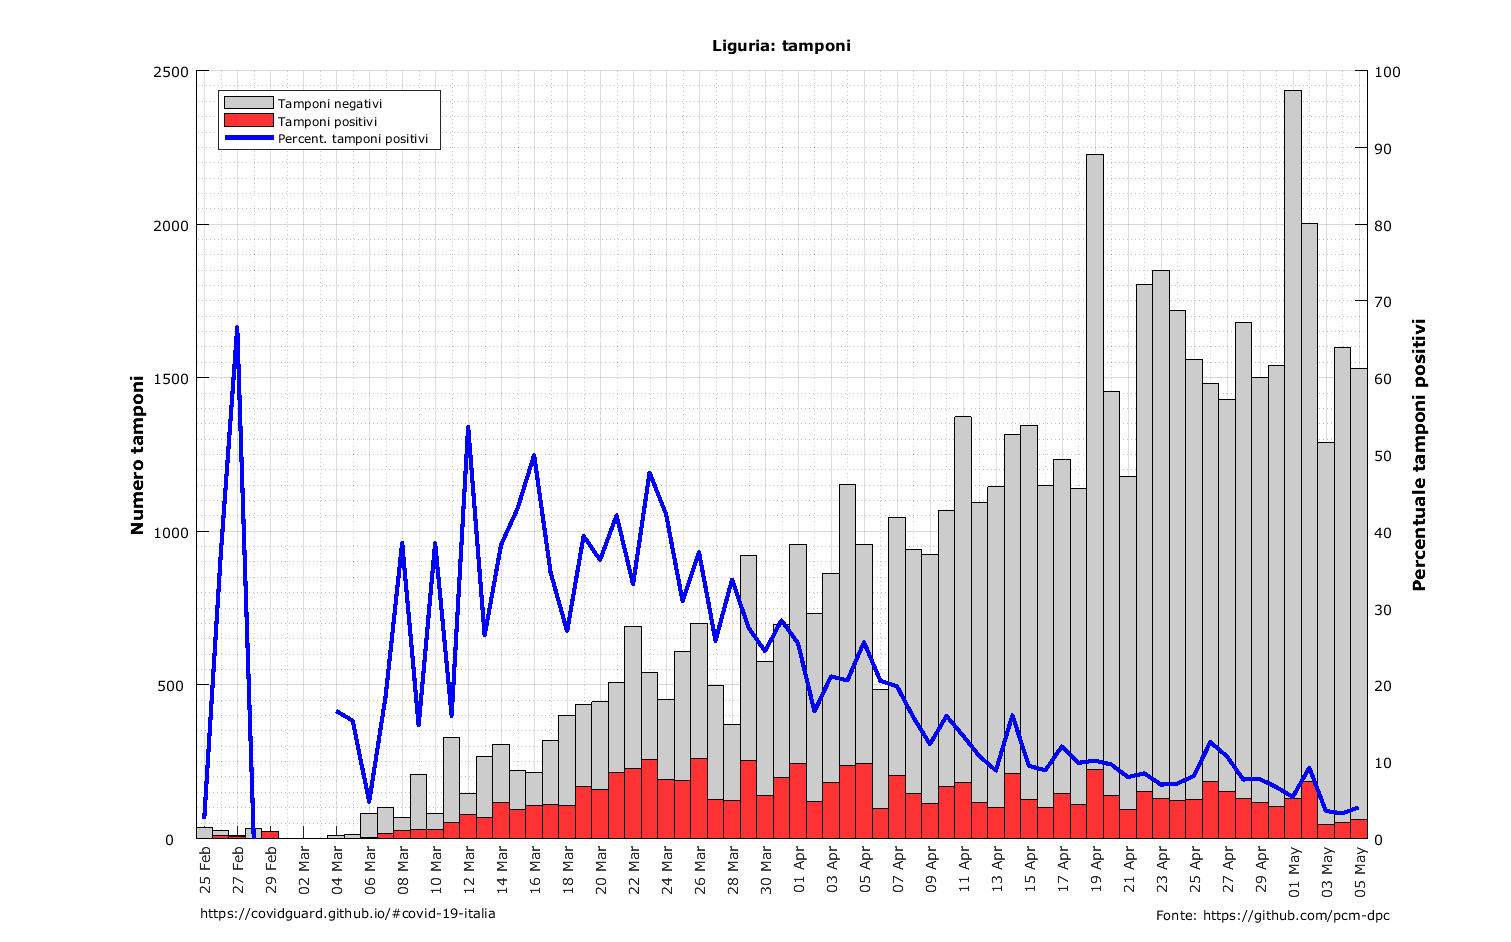 Liguria: tamponi
2500
2000
1500
1000
500
0
Numero tamponi
Tamponi negativi
Tamponi positivi
Percent. tamponi positivi
100
90
80
70
60
50
40
30
20
10
0
Percentuale tamponi positivi
25 Feb
27 Feb
29 Feb
02 Mar
04 Mar
06 Mar
08 Mar
10 Mar
12 Mar
14 Mar
16 Mar
18 Mar
20 Mar
22 Mar
24 Mar
26 Mar
28 Mar
30 Mar
01 Apr
03 Apr
05 Apr
07 Apr
09 Apr
11 Apr
13 Apr
15 Apr
17 Apr
19 Apr
21 Apr
23 Apr
25 Apr
27 Apr
29 Apr
01 May
03 May
05 May
https://covidguard.github.io/#covid-19-italia
Fonte: https://github.com/pcm-dpc